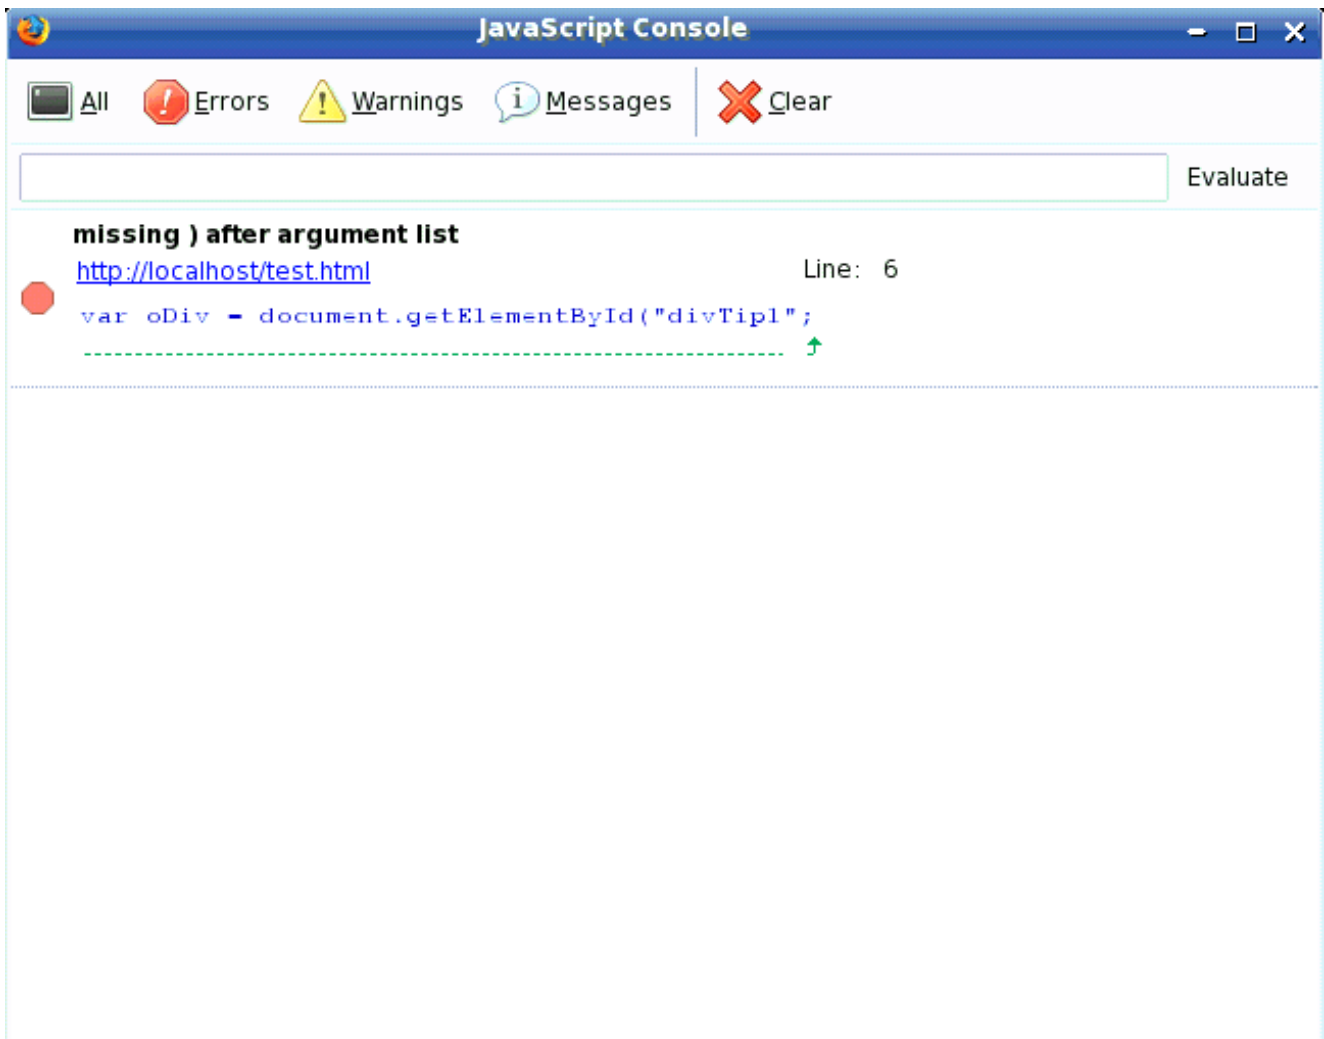 JavaScript Console
All Errors Warnings Messages Clear
Evaluate
missing ) after argument list
http://localhost/test.html Line: 6
var oDiv = document.getElementById("divTip1";